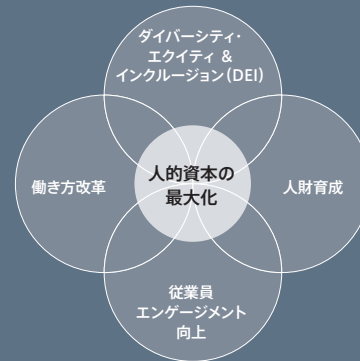 ダイバーシティ・
エクイティ &
インクルージョン(DEI)
働き方改革
人的資本の
最大化
人財育成
従業員
エンゲージメント
向上